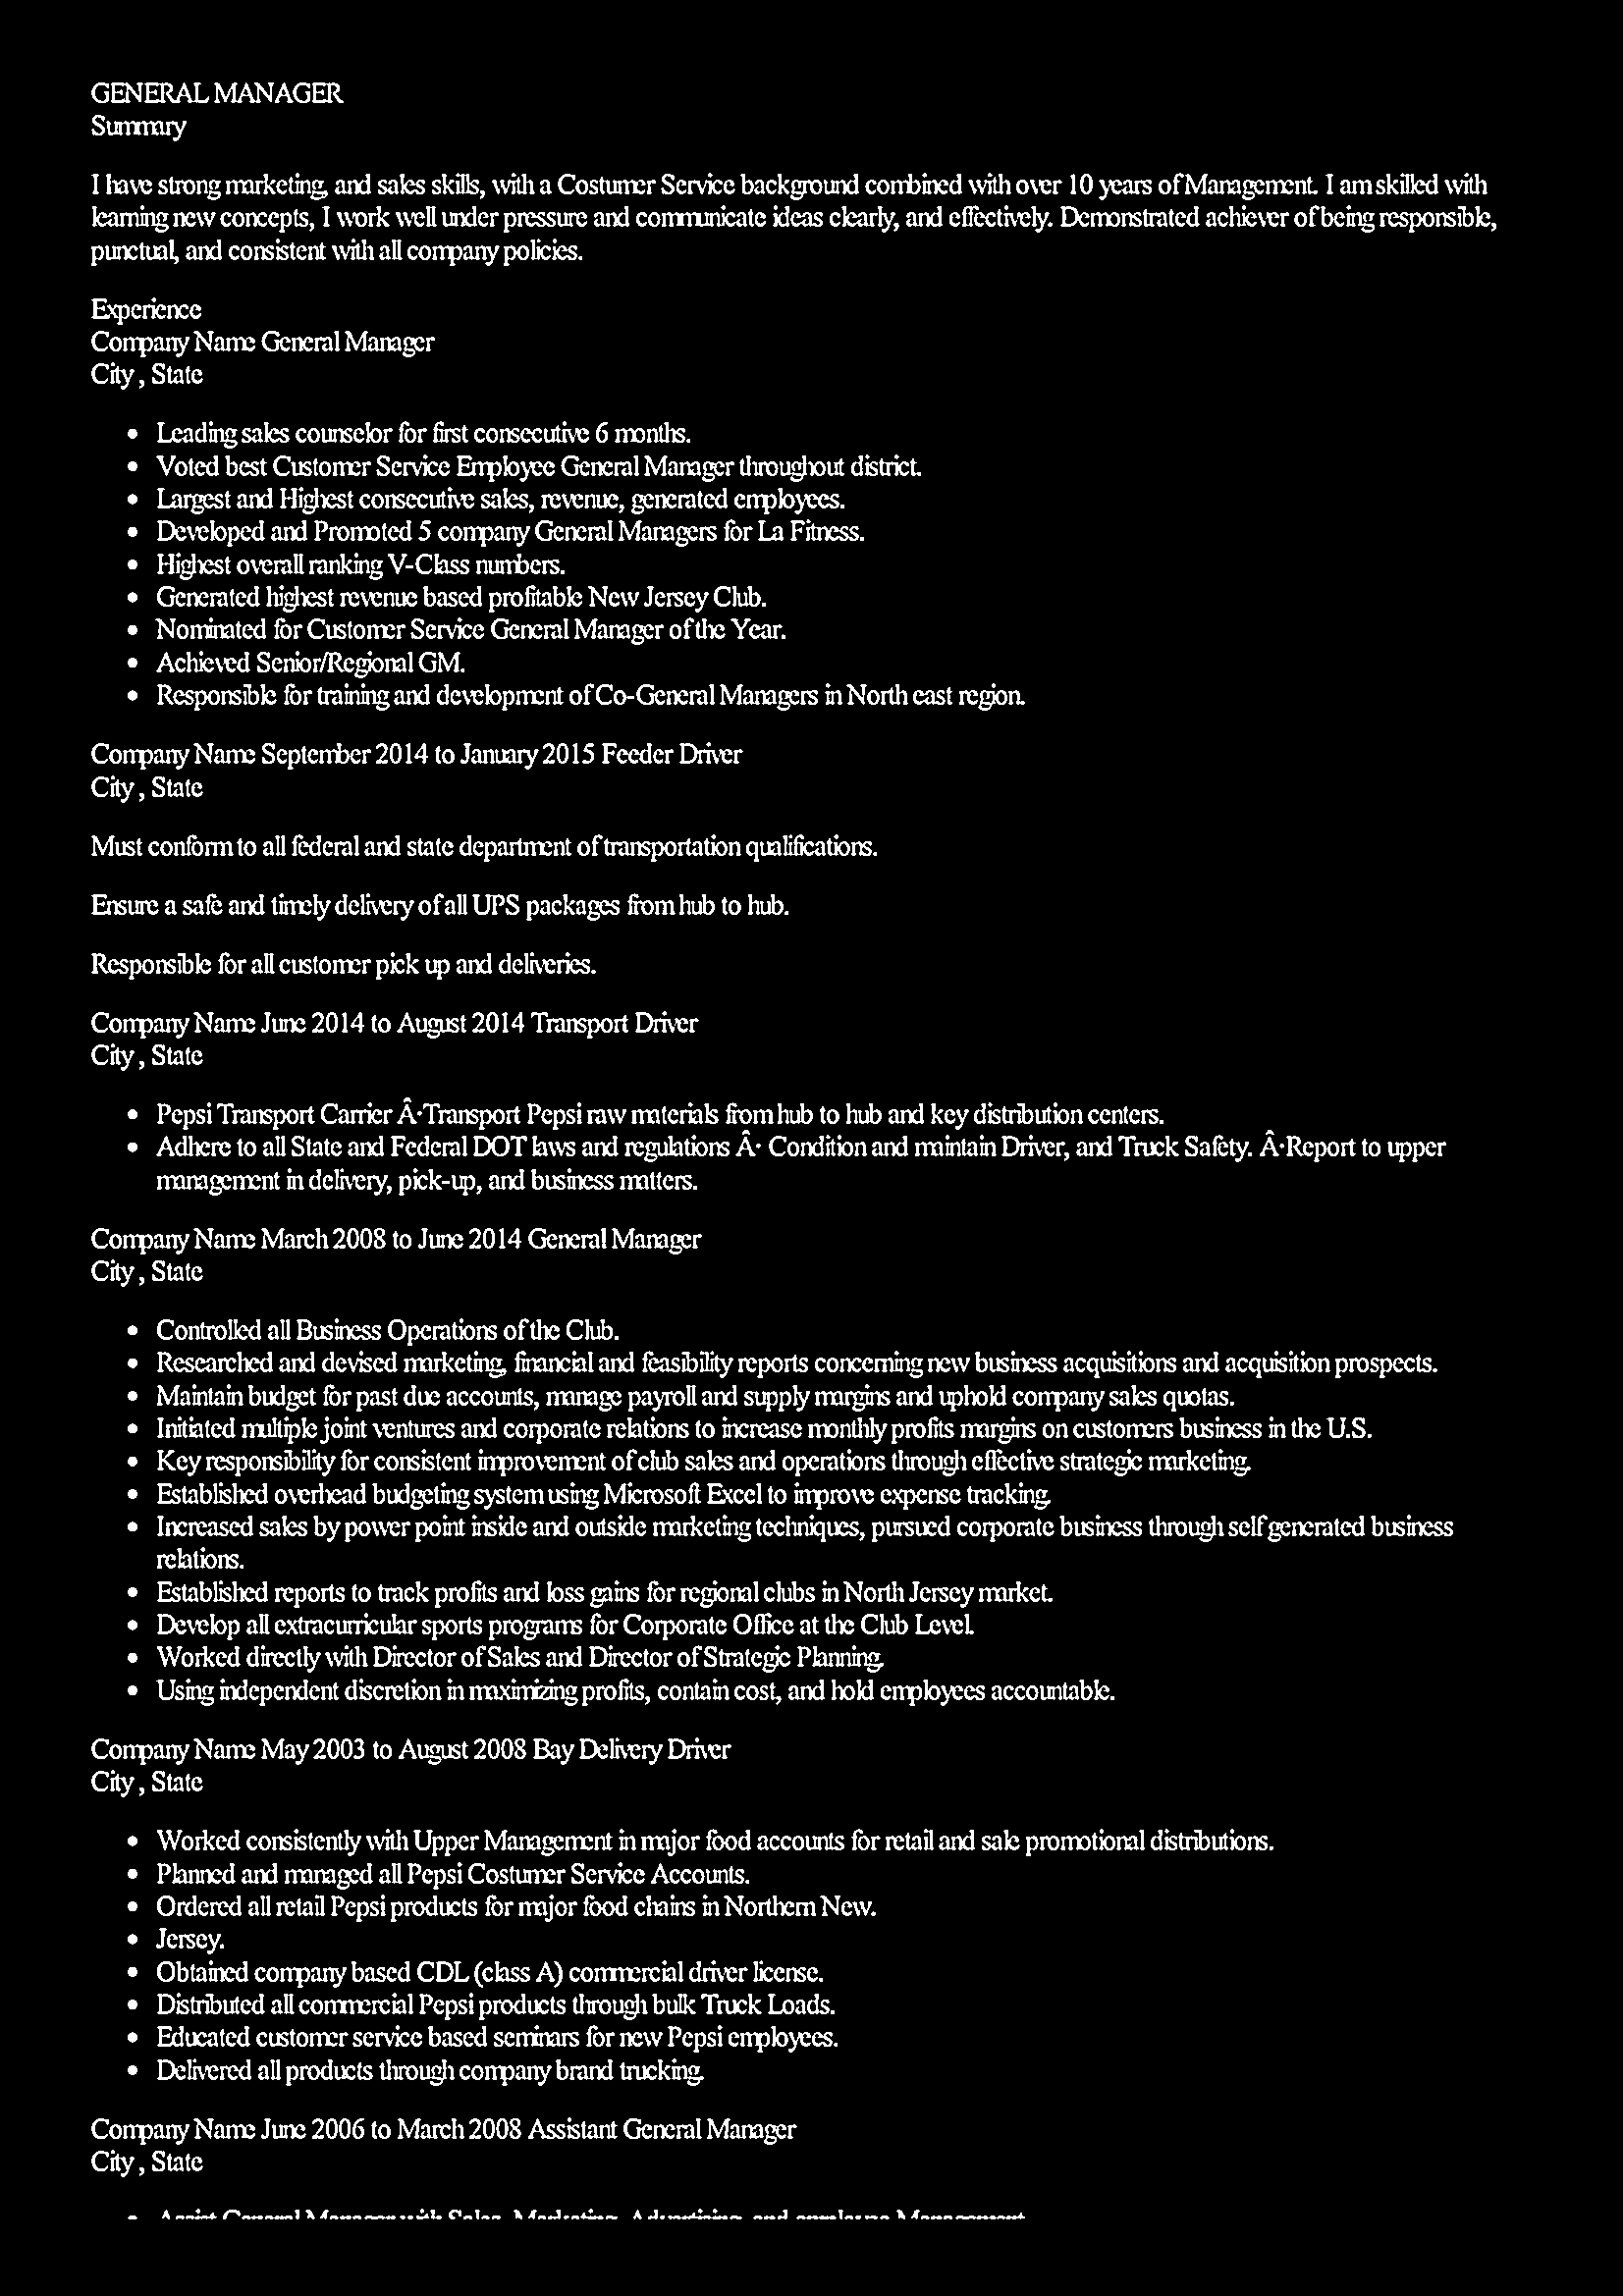 GENERAL MANAGER
Summary
I have strong marketing, and sales skills, with a Costumer Service background combined with over 10 years of Management. I am skilled with
learning new concepts, I work well under pressure and communicate ideas clearly, and effectively. Demonstrated achiever of being responsible,
punctual, and consistent with all company policies.
Experience
Company Name General Manager
City , State
• Leading sales counselor for first consecutive 6 months.
• Voted best Customer Service Employee General Manager throughout district.
• Largest and Highest consecutive sales, revenue, generated employees.
• Developed and Promoted 5 company General Managers for La Fitness.
• Highest overall ranking V-Class numbers.
• Generated highest revenue based profitable New Jersey Club.
• Nominated for Customer Service General Manager of the Year.
• Achieved Senior/Regional GM.
• Responsible for training and development of Co-General Managers in North east region.
Company Name September 2014 to January 2015 Feeder Driver
City , State
Must conform to all federal and state department of transportation qualifications.
Ensure a safe and timely delivery of all UPS packages from hub to hub.
Responsible for all customer pick up and deliveries.
Company Name June 2014 to August 2014 Transport Driver
City , State
• Pepsi Transport Carrier Â·Transport Pepsi raw materials from hub to hub and key distribution centers.
• Adhere to all State and Federal DOT laws and regulations Â· Condition and maintain Driver, and Truck Safety. Â·Report to upper
management in delivery, pick-up, and business matters.
Company Name March 2008 to June 2014 General Manager
City , State
• Controlled all Business Operations of the Club.
• Researched and devised marketing, financial and feasibility reports concerning new business acquisitions and acquisition prospects.
• Maintain budget for past due accounts, manage payroll and supply margins and uphold company sales quotas.
• Initiated multiple joint ventures and corporate relations to increase monthly profits margins on customers business in the U.S.
• Key responsibility for consistent improvement of club sales and operations through effective strategic marketing.
• Established overhead budgeting system using Microsoft Excel to improve expense tracking.
• Increased sales by power point inside and outside marketing techniques, pursued corporate business through self generated business
relations.
• Established reports to track profits and loss gains for regional clubs in North Jersey market.
• Develop all extracurricular sports programs for Corporate Office at the Club Level.
• Worked directly with Director of Sales and Director of Strategic Planning.
• Using independent discretion in maximizing profits, contain cost, and hold employees accountable.
Company Name May 2003 to August 2008 Bay Delivery Driver
City , State
• Worked consistently with Upper Management in major food accounts for retail and sale promotional distributions.
• Planned and managed all Pepsi Costumer Service Accounts.
• Ordered all retail Pepsi products for major food chains in Northern New.
• Jersey.
• Obtained company based CDL (class A) commercial driver license.
• Distributed all commercial Pepsi products through bulk Truck Loads.
• Educated customer service based seminars for new Pepsi employees.
• Delivered all products through company brand trucking.
Company Name June 2006 to March 2008 Assistant General Manager
City , State
• Assist General Manager with Sales, Marketing, Advertising, and employee Management